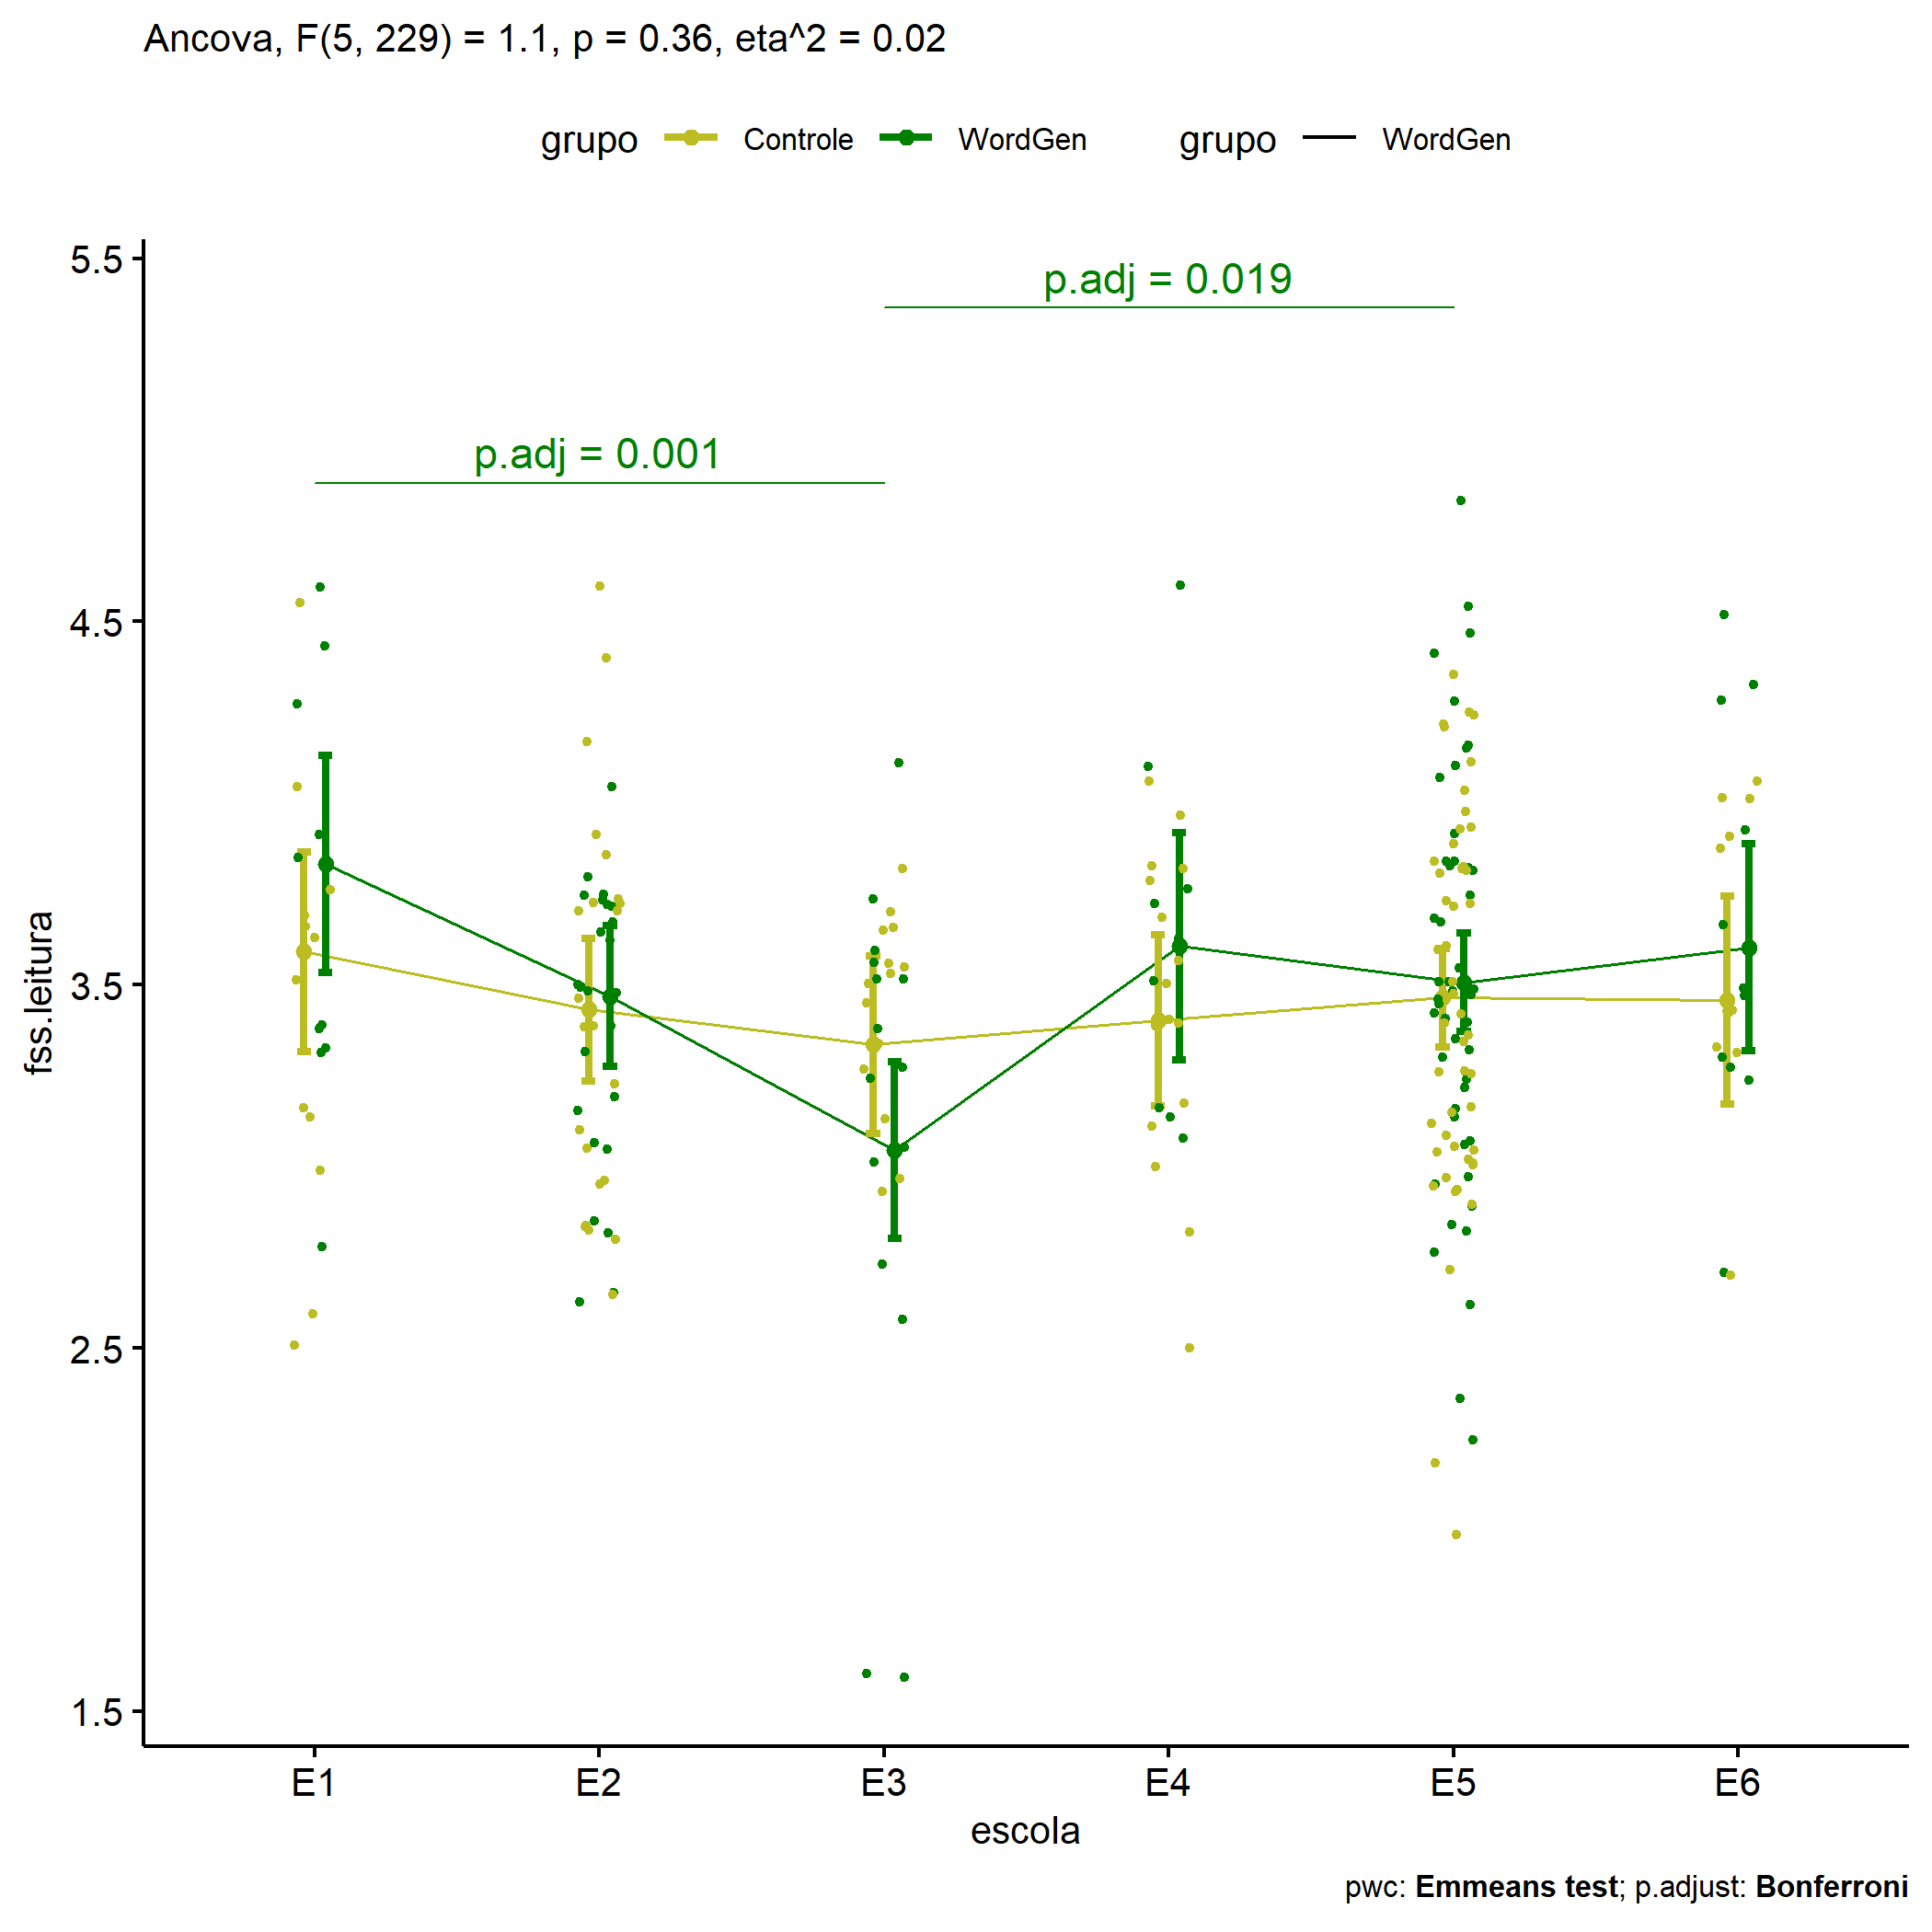 Ancova, F(5, 229) = 1.1, p = 0.36, eta^2 = 0.02
grupo Controle WordGen grupo WordGen
5.5
p.adj = 0.019
4.5
p.adj = 0.001
fss.leitura
3.5
2.5
1.5
E1 E2 E3 E4 E5 E6
escola
pwc: Emmeans test; p.adjust: Bonferroni